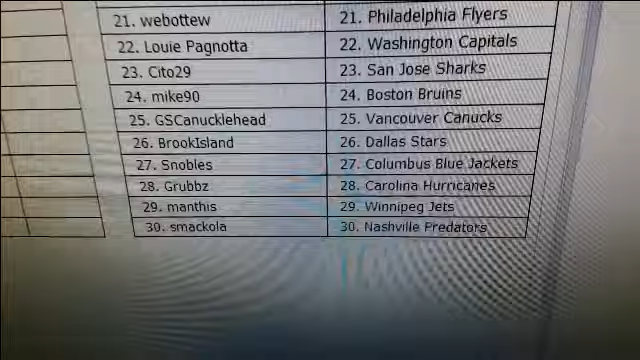 21. webottew 21. Philadelphia Flyers
22. Louie Pagnotta 22. Washington Capitals
23. Cito29 23. San Jose Sharks
24. mike90 24. Boston Bruins
25. GSCanucklehead 25. Vancouver Canucks
26. BrookIsland 26. Dallas Stars
27. Snobles 27. Columbus Blue Jackets
28. Grubbz 28. Carolina Hurricanes
29. manthis 29. Winnipeg Jets
30. smackola 30. Nashville Predators